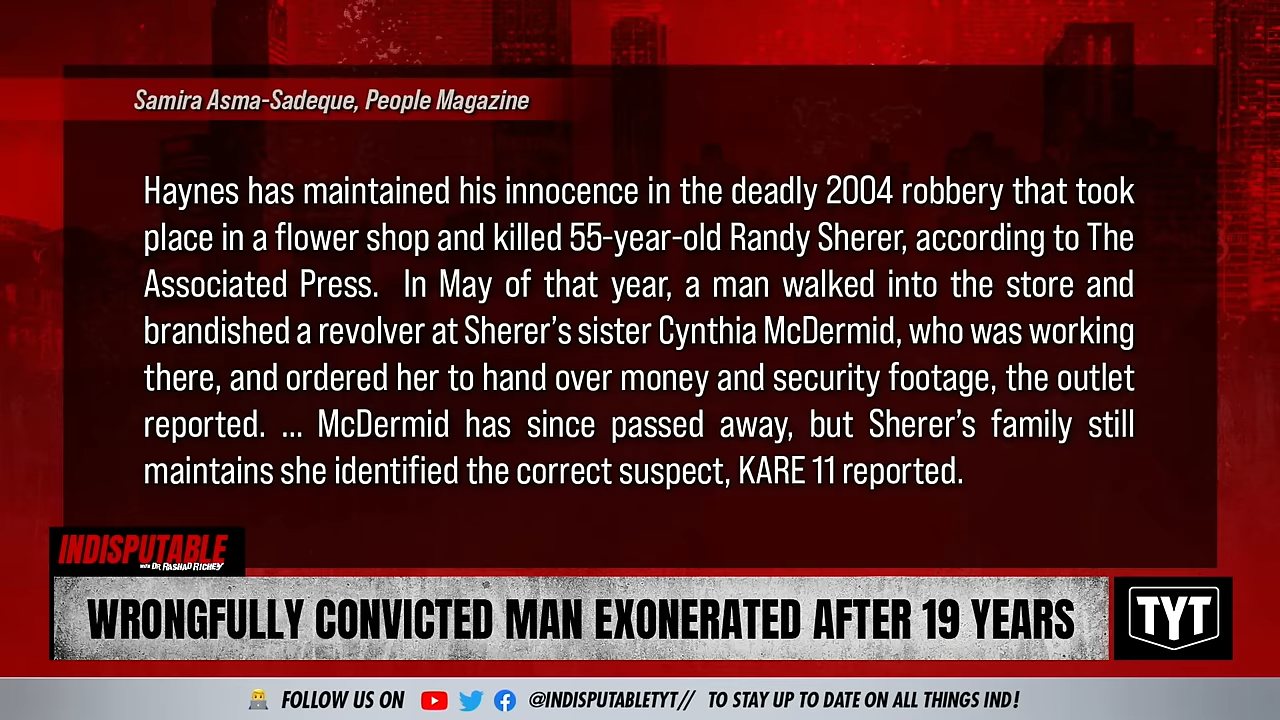 Samira Asma-Sadeque, People Magazine
Haynes has maintained his innocence in the deadly 2004 robbery that took
place in a flower shop and killed 55-year-old Randy Sherer, according to The
Associated Press. In May of that year, a man walked into the store and
brandished a revolver at Sherer's sister Cynthia McDermid, who was working
there, and ordered her to hand over money and security footage, the outlet
reported. ... McDermid has since passed away, but Sherer's family still
maintains she identified the correct suspect, KARE 11 reported.
INDISPUTABLE
WITH DR. RASHAD RICHEY
WRONGFULLY CONVICTED MAN EXONERATED AFTER 19 YEARS
TYT
FOLLOW US ON @INDISPUTABLETYT// TO STAY UP TO DATE ON ALL THINGS IND!